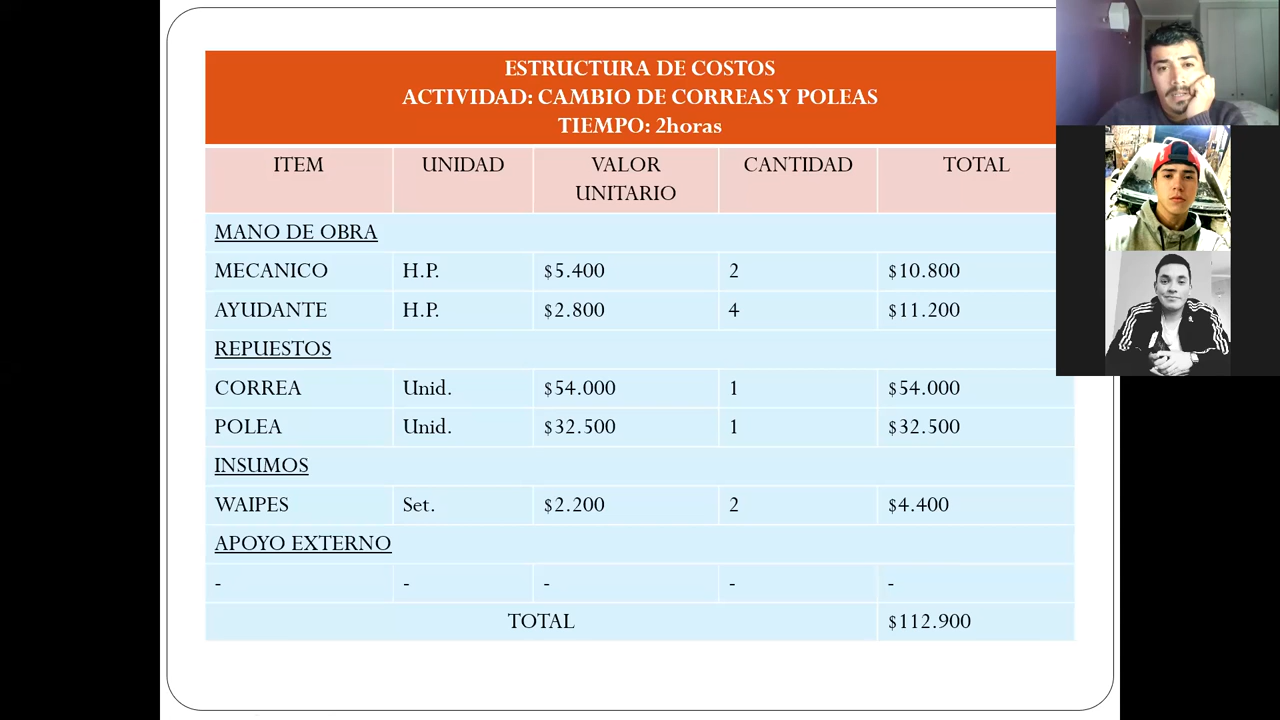 ESTRUCTURA DE COSTOS
ACTIVIDAD: CAMBIO DE CORREAS Y POLEAS
TIEMPO: 2horas
ITEM UNIDAD VALOR UNITARIO CANTIDAD TOTAL
MANO DE OBRA
MECANICO H.P. $5.400 2 $10.800
AYUDANTE H.P. $2.800 4 $11.200
REPUESTOS
CORREA Unid. $54.000 1 $54.000
POLEA Unid. $32.500 1 $32.500
INSUMOS
WAIPES Set. $2.200 2 $4.400
APOYO EXTERNO
- - - - -
TOTAL $112.900